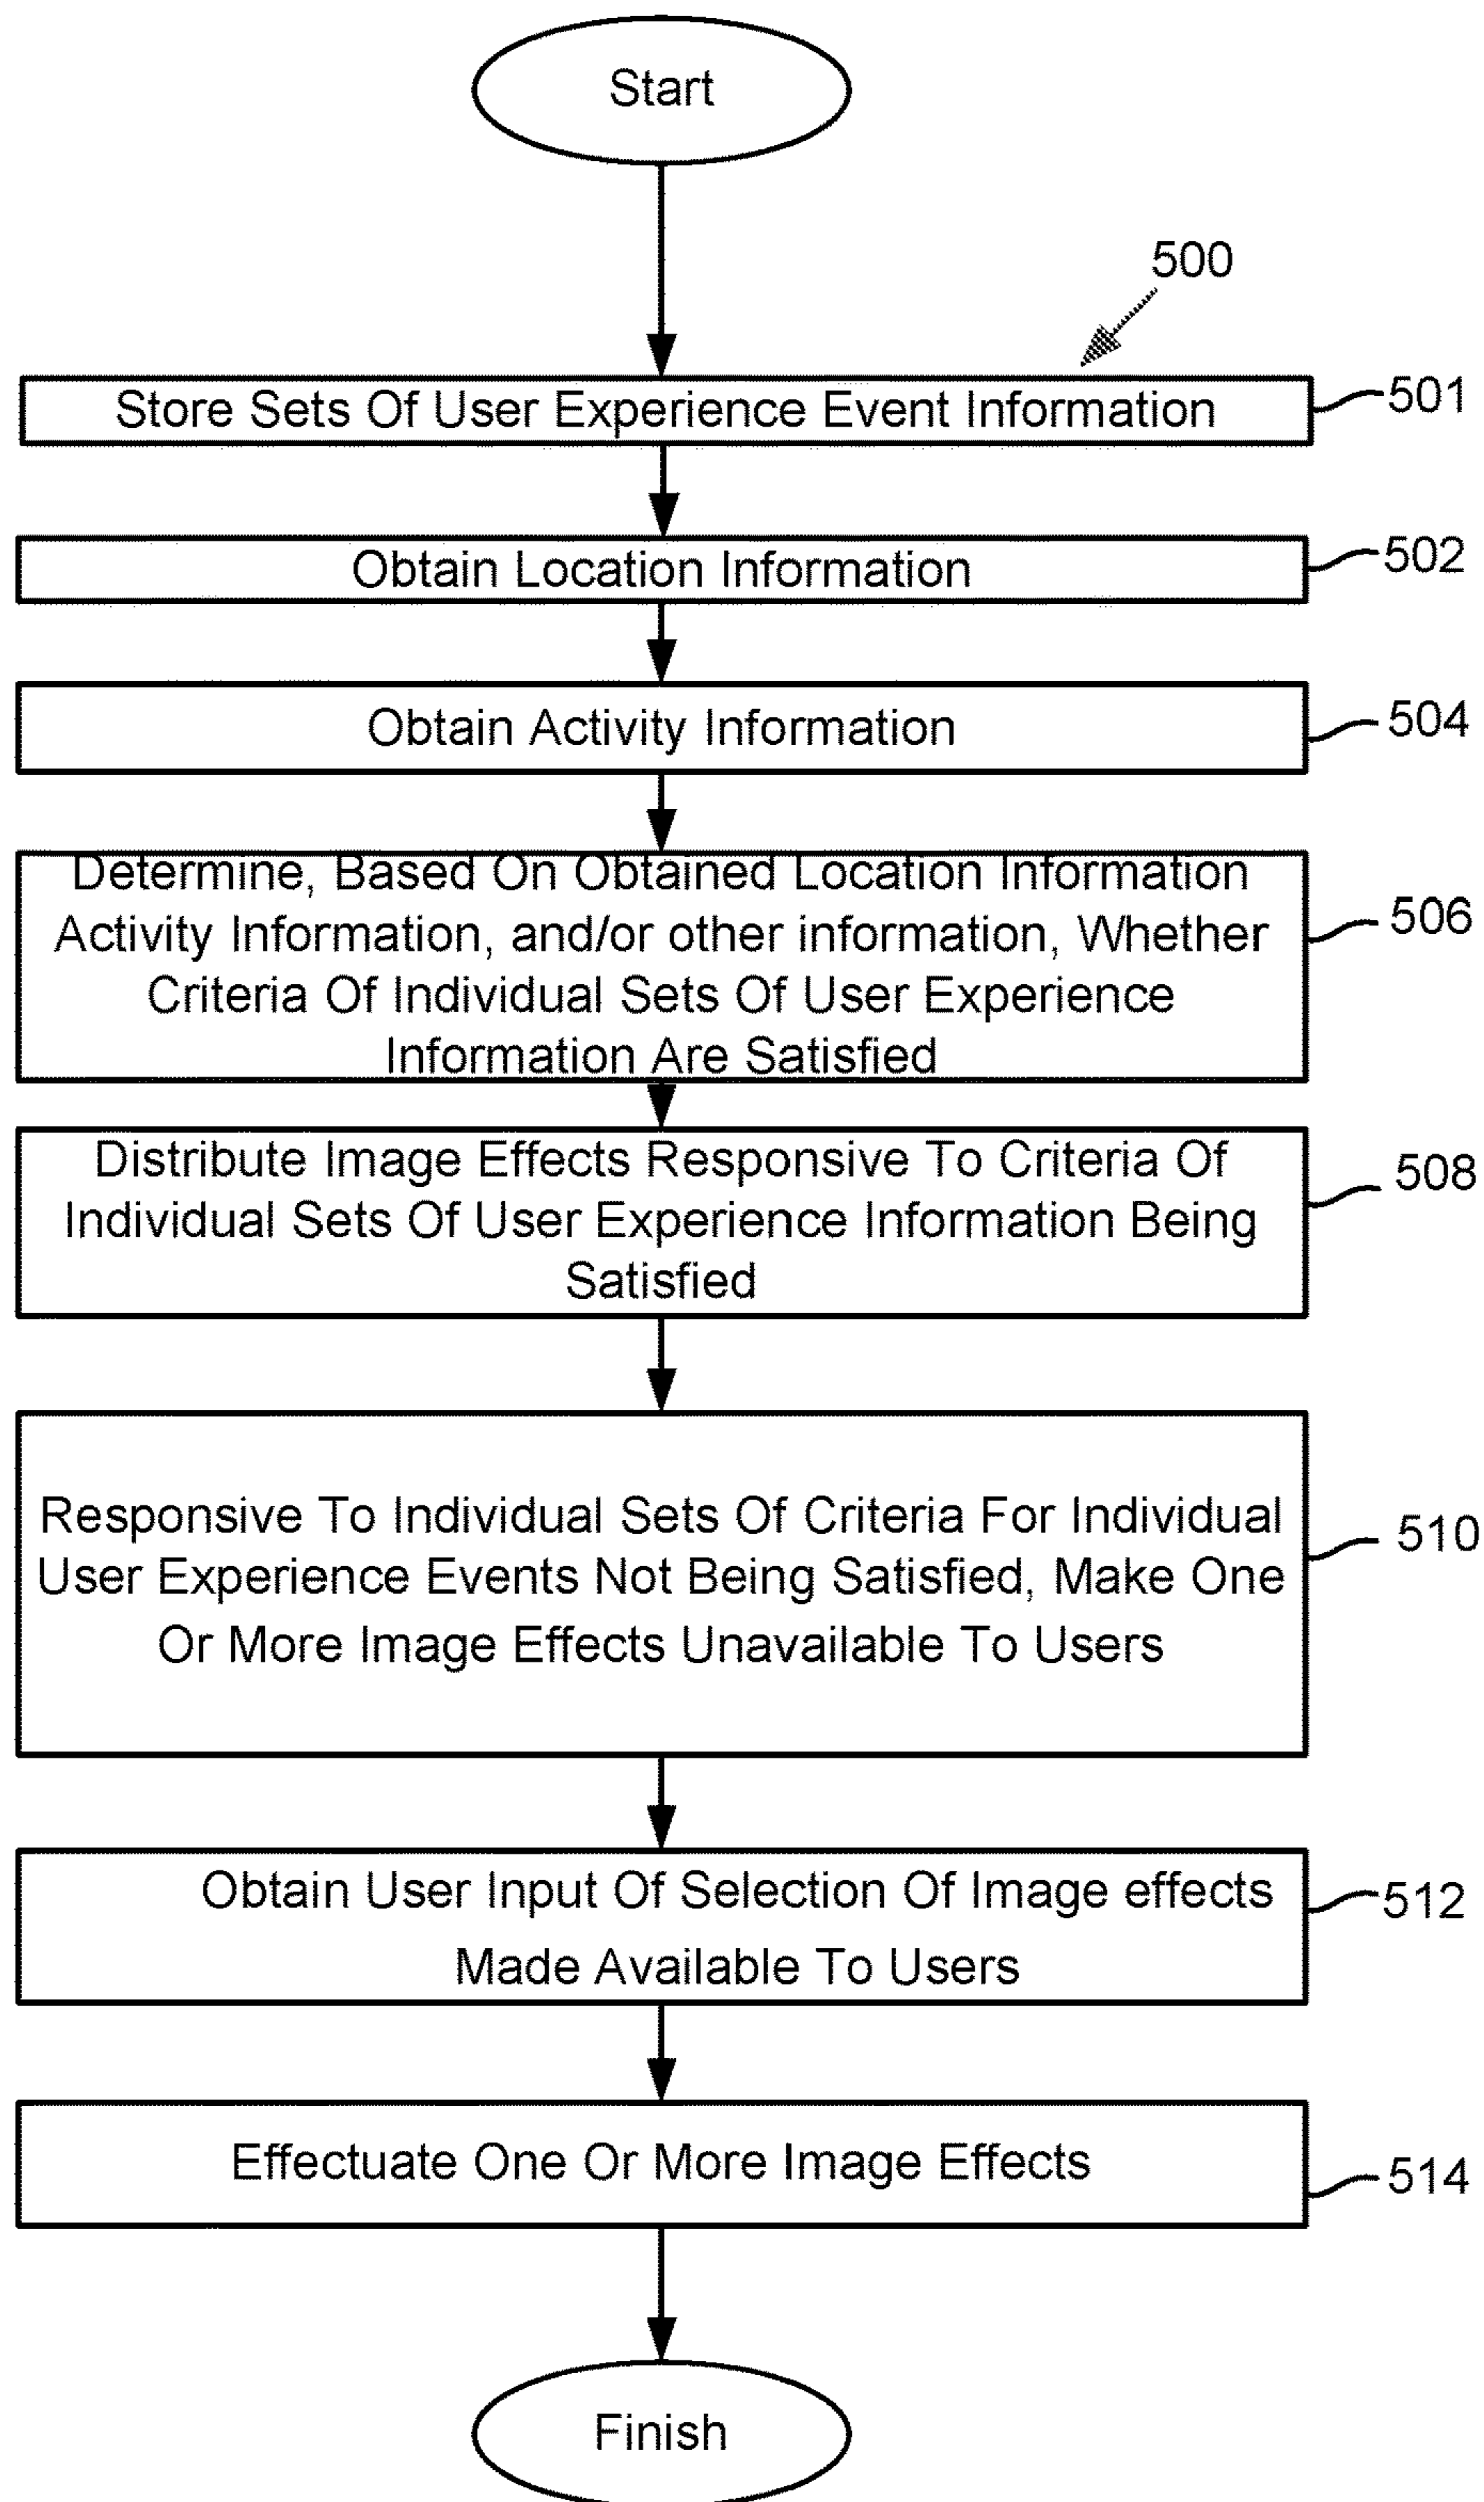 Start
500
Store Sets Of User Experience Event Information
501
Obtain Location Information
502
Obtain Activity Information
504
Determine, Based On Obtained Location Information
Activity Information, and/or other information, Whether
Criteria Of Individual Sets Of User Experience
Information Are Satisfied
506
Distribute Image Effects Responsive To Criteria Of
Individual Sets Of User Experience Information Being
Satisfied
508
Responsive To Individual Sets Of Criteria For Individual
User Experience Events Not Being Satisfied, Make One
Or More Image Effects Unavailable To Users
510
Obtain User Input Of Selection Of Image effects
Made Available To Users
512
Effectuate One Or More Image Effects
514
Finish